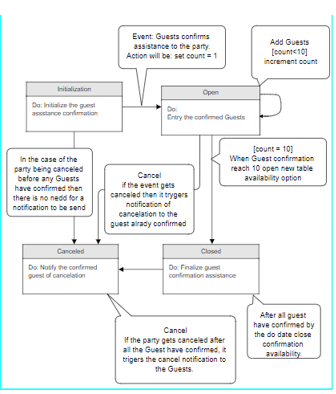 Event: Guests confirms
assistance to the party.
Action will be: set count = 1
Add Guests
[count<10]
increment count
Initialization
Do: Initialize the guest
assistance confirmation
Open
Do:
Entry the confirmed Guests
In the case of the
party being canceled
before any Guests
have confirmed then
there is no nedd for a
notification to be send
Cancel
if the event gets
canceled then it trygers
notification of
cancelation to the
guest alrady confirmed
[count = 10]
When Guest confirmation
reach 10 open new table
availability option
Canceled
Do: Notify the confirmed
guest of cancelation
Closed
Do: Finalize guest
confirmation assistance
Cancel
If the party gets canceled after
all the Guest have confirmed, it
trigers the cancel notification to
the Guests.
After all guest
have confirmed by
the do date close
confirmation
availability.